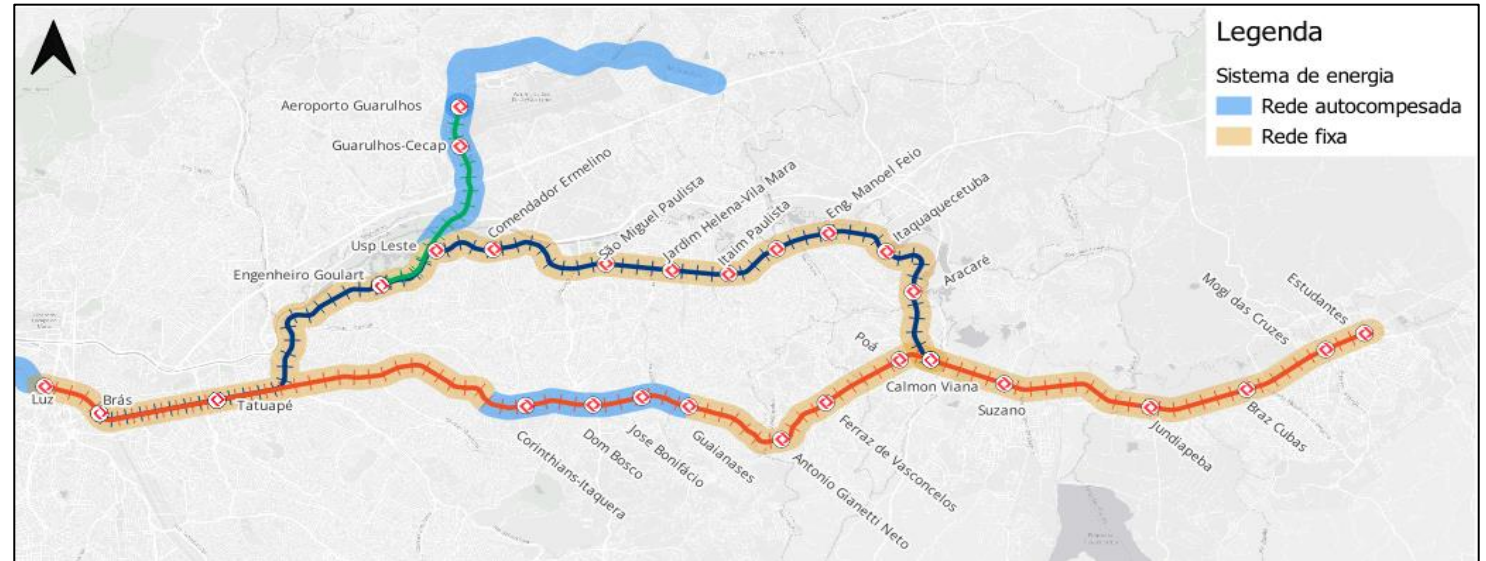 Legenda
Sistema de energia
Rede autocompesada
Rede fixa
Aeroporto Guarulhos
Guarulhos-Cecap
Comendador Ermelino
São Miguel Paulista
Jardim Helena-Vila Mara
Itaim Paulista
Eng. Manoel Feio
Itaquaquecetuba
Usp Leste
Engenheiro Goulart
Aracaré
Mogi das Cruzes
Estudantes
Poá
Luz
Brás
Tatuapé
Calmon Viana
Suzano
Jundiapeba
Braz Cubas
Corinthians-Itaquera
Dom Bosco
Jose Bonifácio
Guaianases
Antonio Gianetti Neto
Ferraz de Vasconcelos